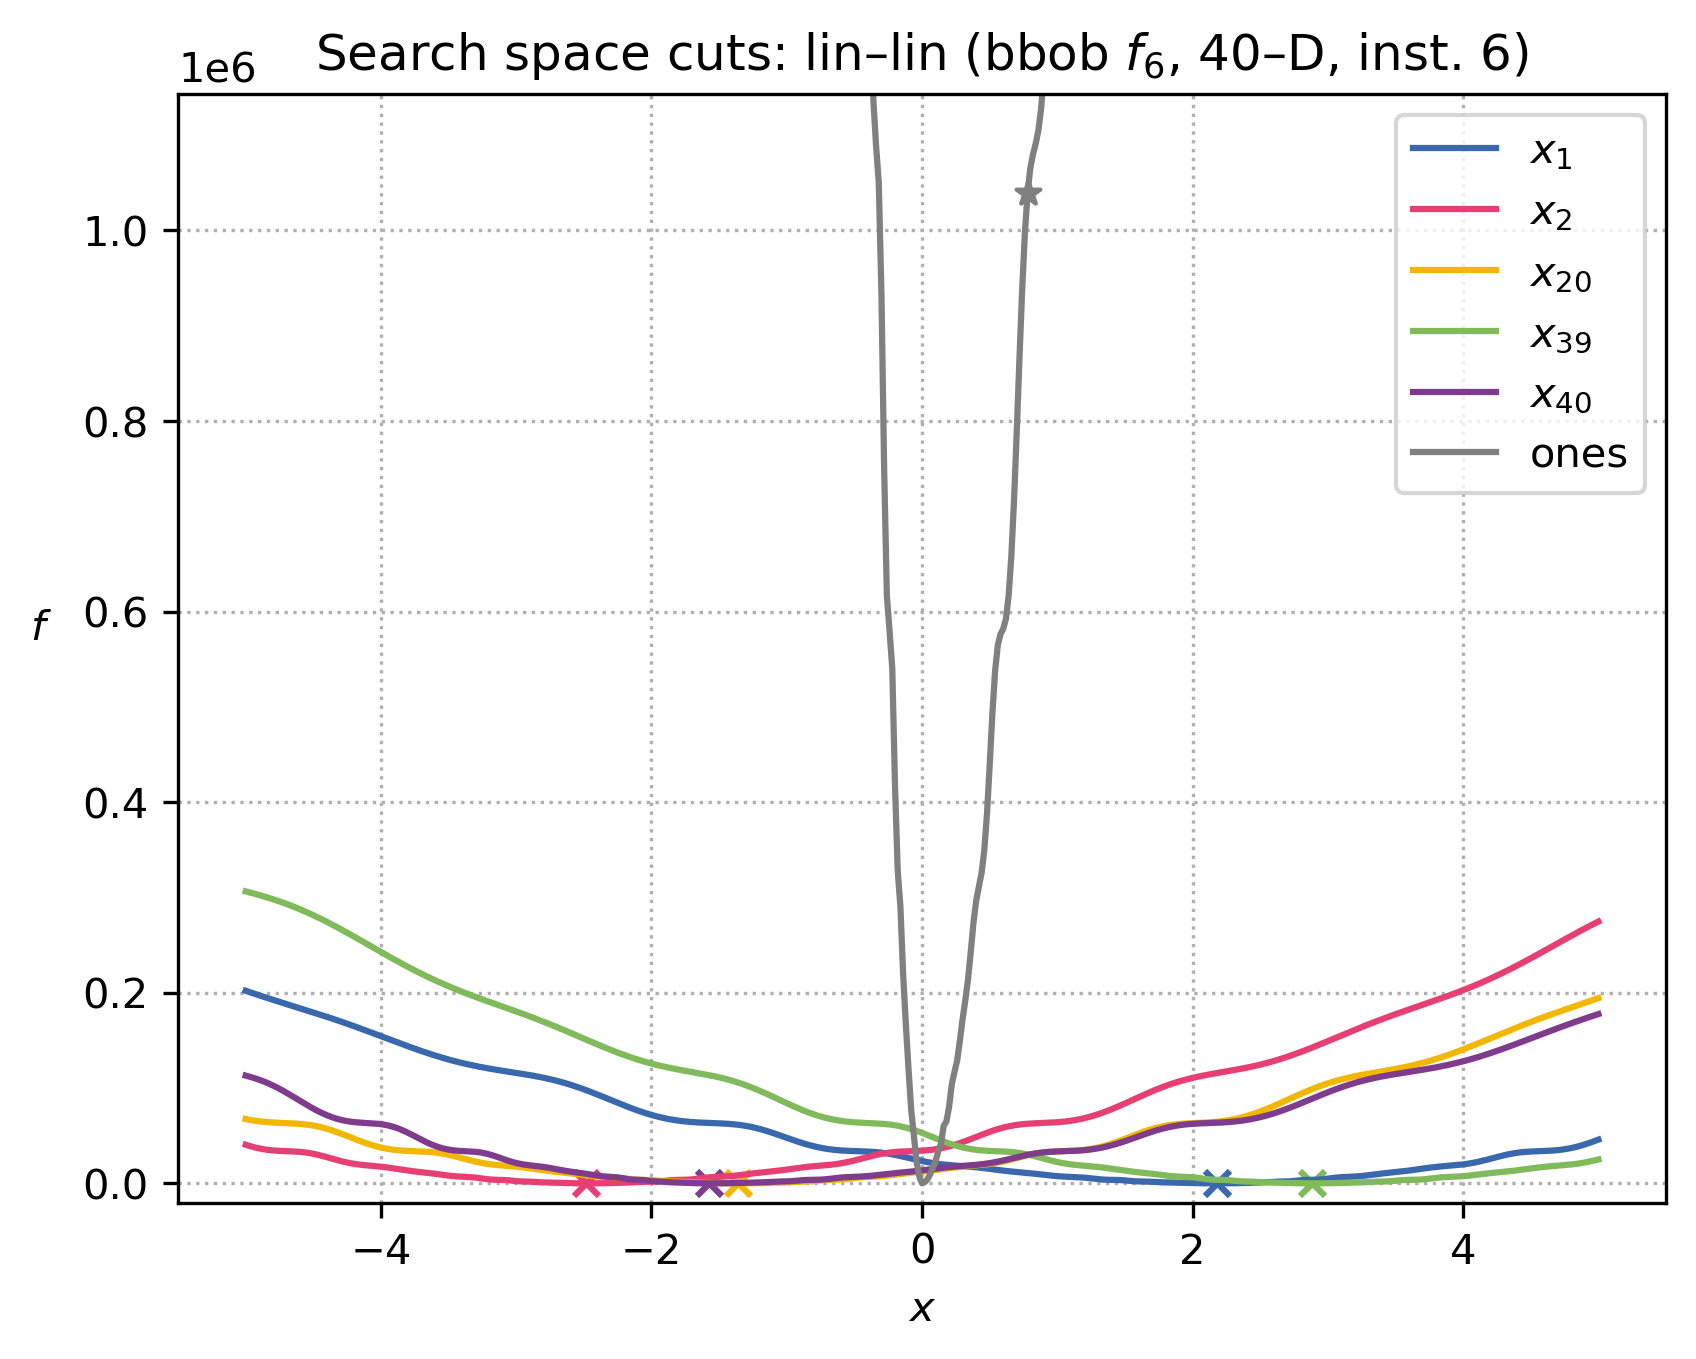 Search space cuts: lin–lin (bbob f₆, 40–D, inst. 6)
1e6
1.0
0.8
0.6
0.4
0.2
0.0
f
−4
−2
0
2
4
x
x₁
x₂
x₂₀
x₃₉
x₄₀
ones